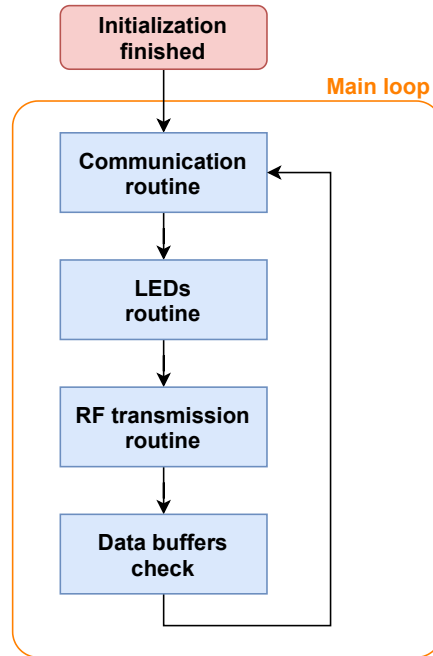 Initialization
finished
Main loop
Communication
routine
LEDs
routine
RF transmission
routine
Data buffers
check